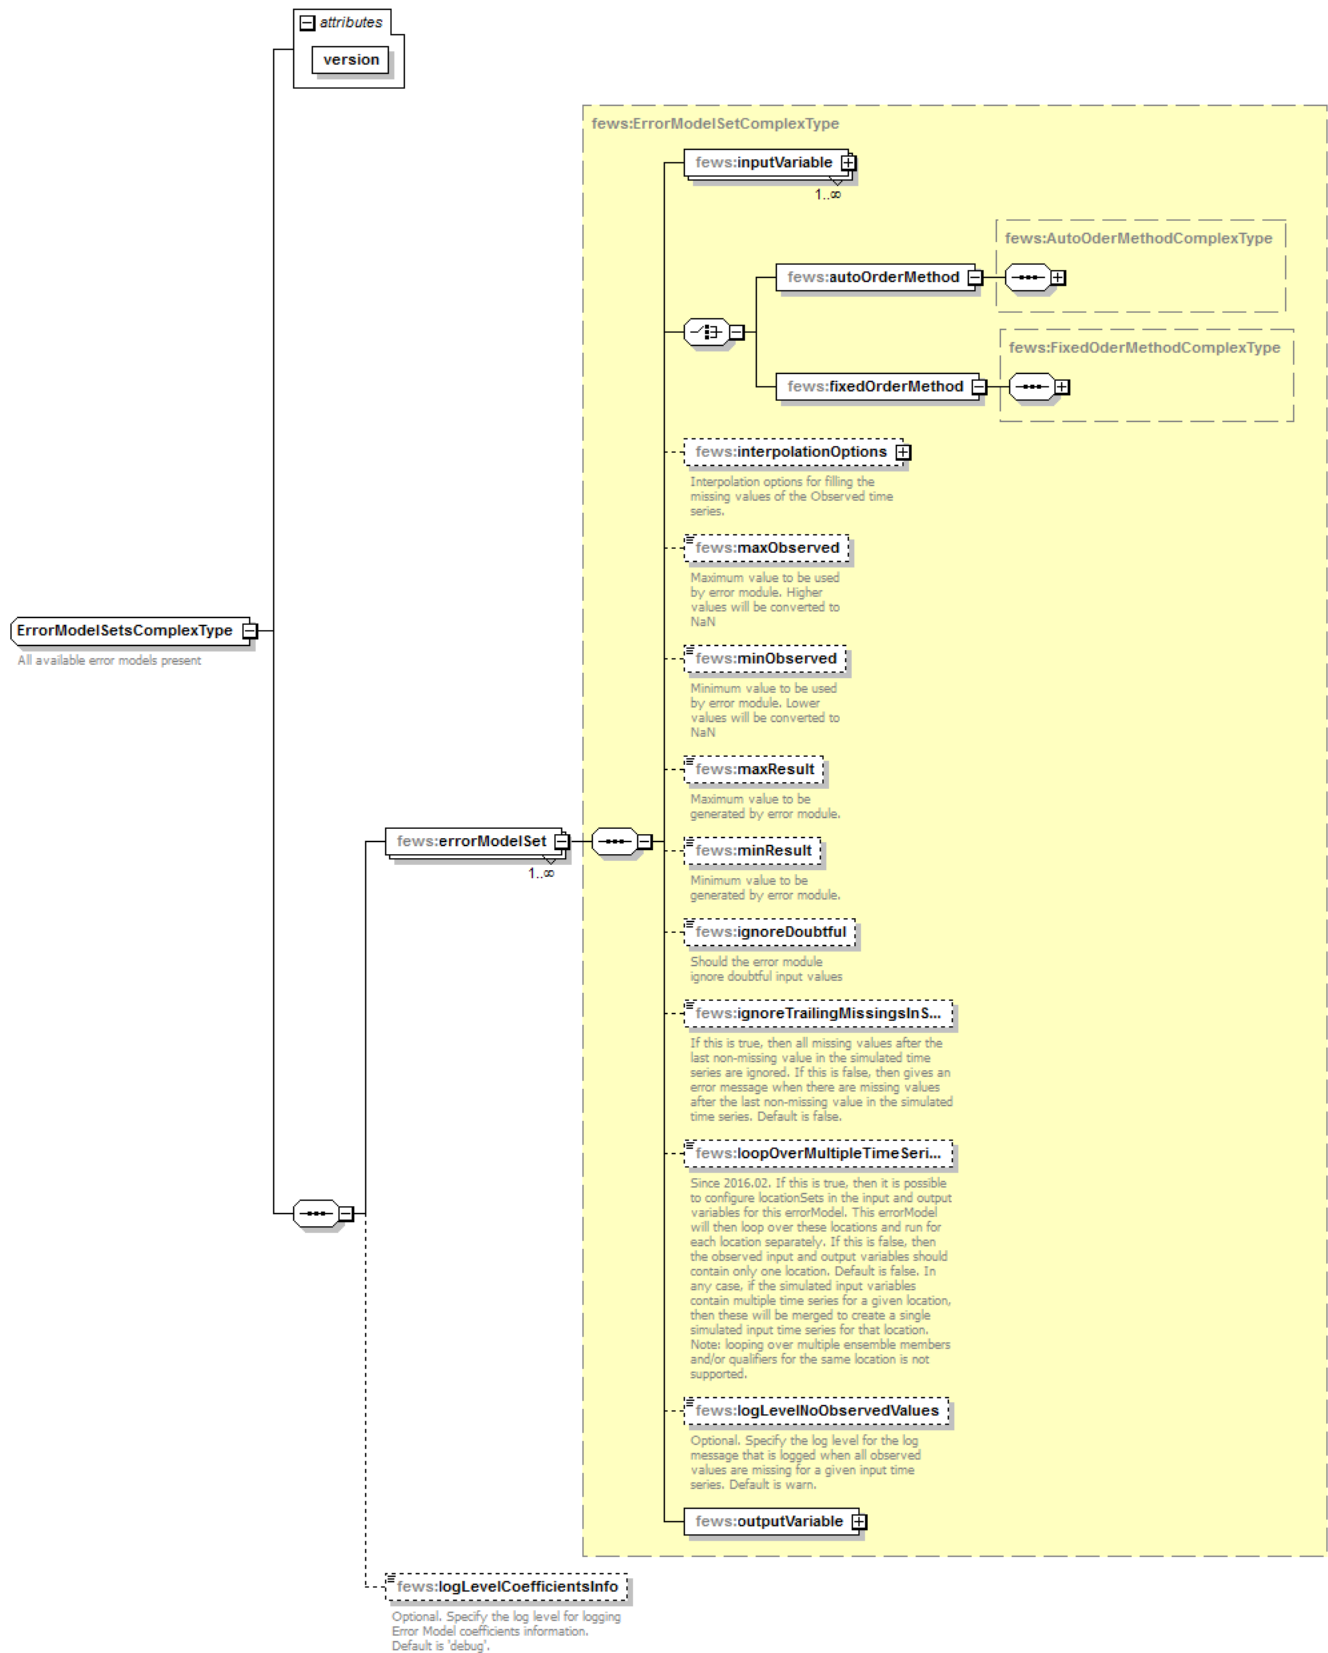 attributes
version
fews:ErrorModelSetComplexType
fews:inputVariable
1..∞
fews:AutoOderMethodComplexType
fews:autoOrderMethod
fews:FixedOderMethodComplexType
fews:fixedOrderMethod
fews:interpolationOptions
Interpolation options for filling the
missing values of the Observed time
series.
fews:maxObserved
Maximum value to be used
by error module. Higher
values will be converted to
NaN
ErrorModelSetsComplexType
All available error models present
fews:minObserved
Minimum value to be used
by error module. Lower
values will be converted to
NaN
fews:maxResult
Maximum value to be
generated by error module.
fews:errorModelSet
1..∞
fews:minResult
Minimum value to be
generated by error module.
fews:ignoreDoubtful
Should the error module
ignore doubtful input values
fews:ignoreTrailingMissingsInS...
If this is true, then all missing values after the
last non-missing value in the simulated time
series are ignored. If this is false, then gives an
error message when there are missing values
after the last non-missing value in the simulated
time series. Default is false.
fews:loopOverMultipleTimeSeri...
Since 2016.02. If this is true, then it is possible
to configure locationSets in the input and output
variables for this errorModel. This errorModel
will then loop over these locations and run for
each location separately. If this is false, then
the observed input and output variables should
contain only one location. Default is false. In
any case, if the simulated input variables
contain multiple time series for a given location,
then these will be merged to create a single
simulated input time series for that location.
Note: looping over multiple ensemble members
and/or qualifiers for the same location is not
supported.
fews:logLevelNoObservedValues
Optional. Specify the log level for the log
message that is logged when all observed
values are missing for a given input time
series. Default is warn.
fews:outputVariable
fews:logLevelCoefficientsInfo
Optional. Specify the log level for logging
Error Model coefficients information.
Default is 'debug'.